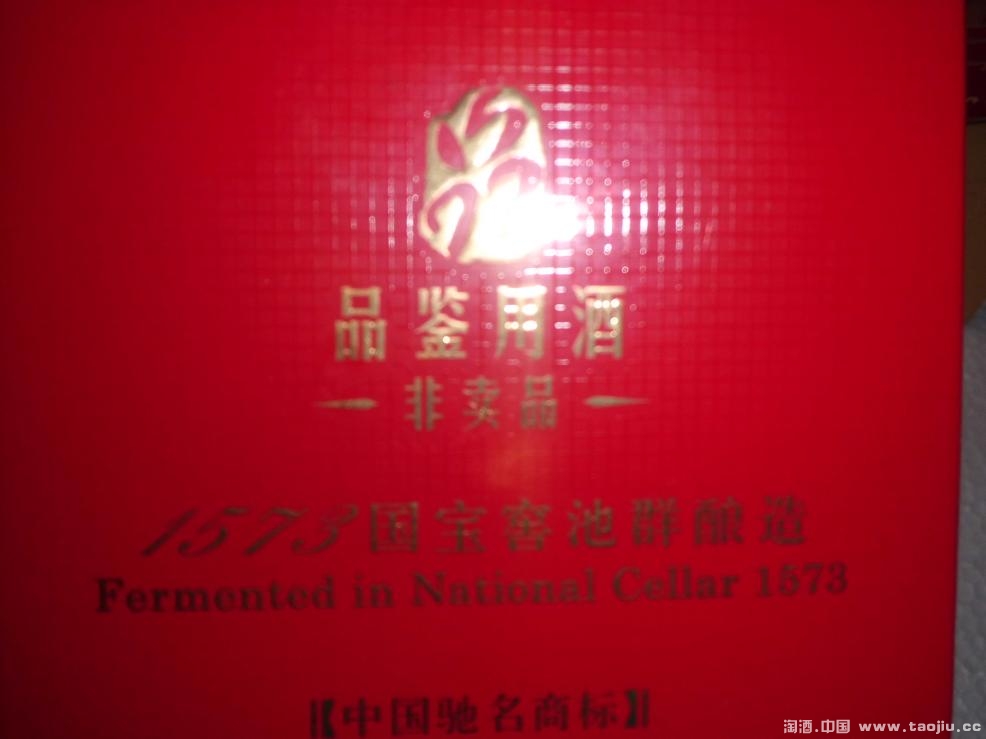 品鉴用酒
非卖品
1573国宝窖池群酿造
Fermented in National Cellar 1573
【中国驰名商标】
淘酒.中国 www.taojiu.cc